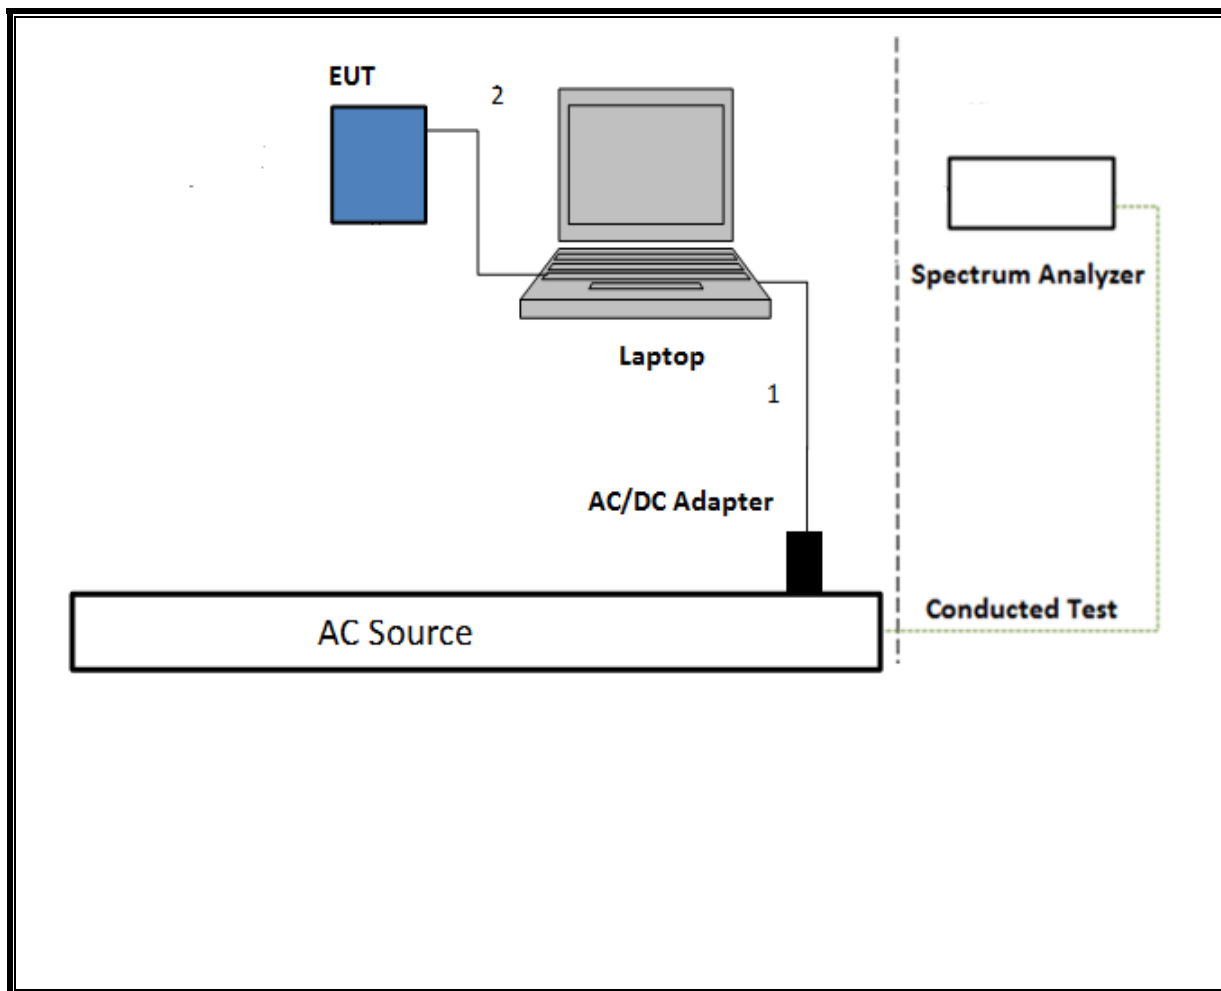 EUT
2
Spectrum Analyzer
Laptop
1
AC/DC Adapter
Conducted Test
AC Source